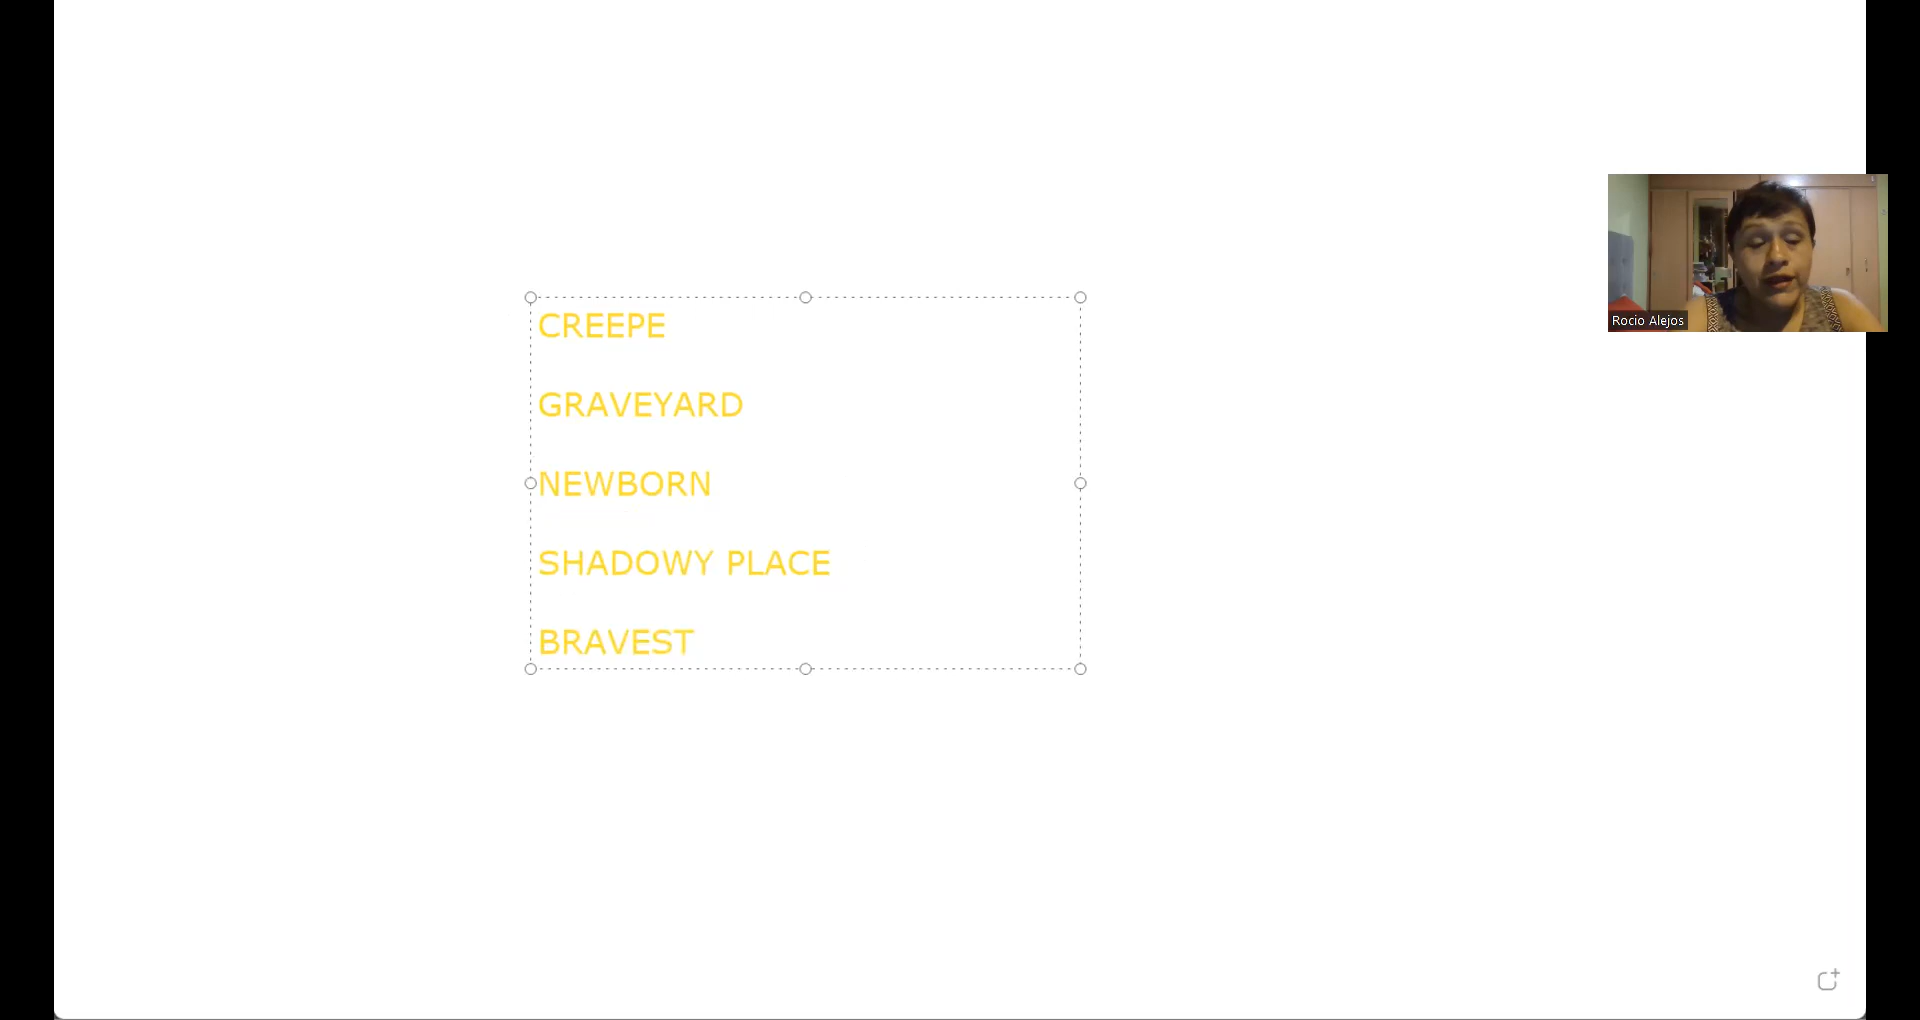 CREEPE
GRAVEYARD
NEWBORN
SHADOWY PLACE
BRAVEST
Rocio Alejos